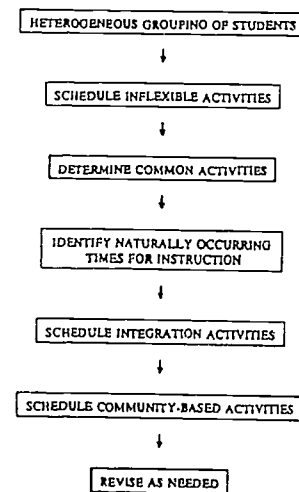 HETEROGENEOUS GROUPING OF STUDENTS
SCHEDULE INFLEXIBLE ACTIVITIES
DETERMINE COMMON ACTIVITIES
IDENTIFY NATURALLY OCCURRING
TIMES FOR INSTRUCTION
SCHEDULE INTEGRATION ACTIVITIES
SCHEDULE COMMUNITY-BASED ACTIVITIES
REVISE AS NEEDED